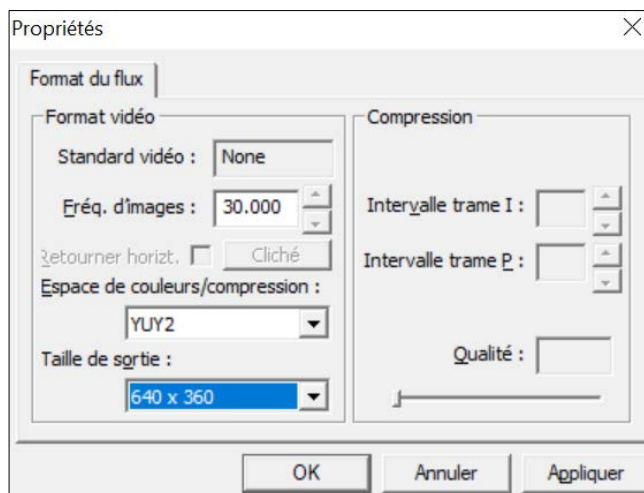 Propriétés
Format du flux
Format vidéo
Standard vidéo : None
Fréq. d'images : 30.000
Retourner horizt. Cliché
Espace de couleurs/compression :
YUY2
Taille de sortie :
640 x 360
Compression
Intervalle trame I :
Intervalle trame P :
Qualité :
OK Annuler Appliquer